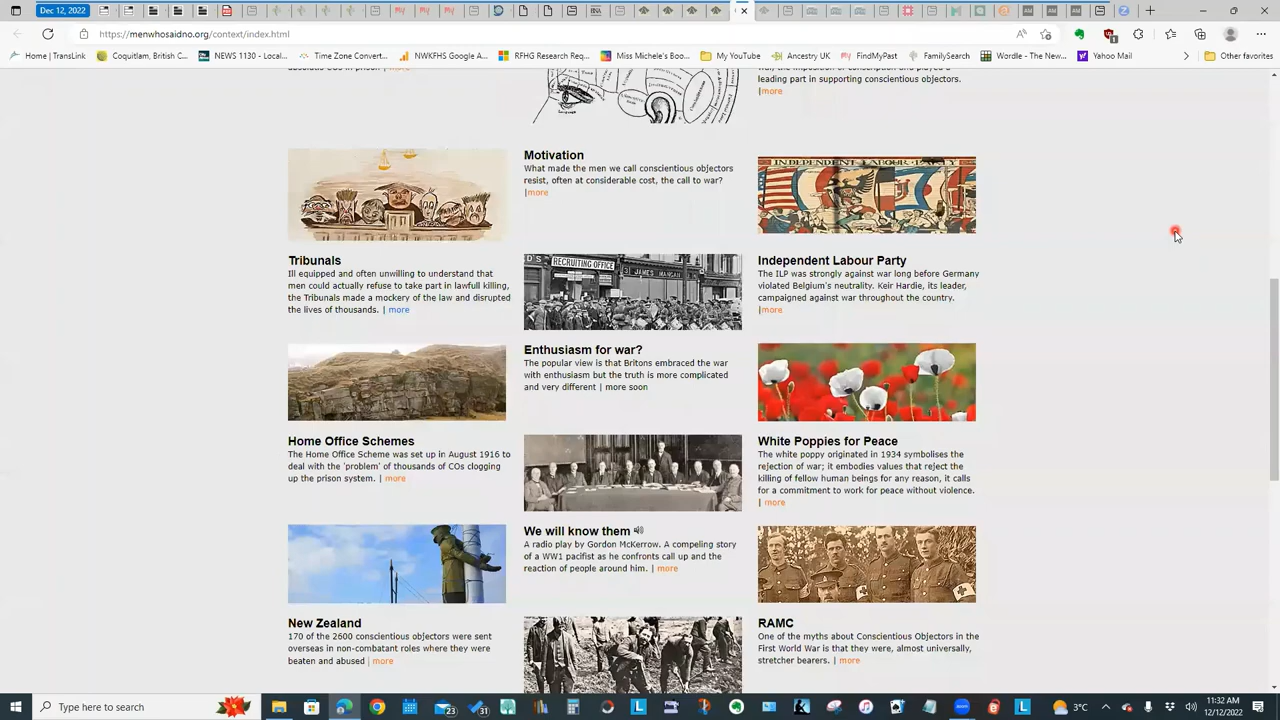 Dec 12, 2022
https://menwhosaidno.org/context/index.html
Home | TransLink
Coquitlam, British C...
NEWS 1130 - Local...
Time Zone Convert...
NWKFHS Google A...
RFHG Research Req...
Miss Michele's Boo...
My YouTube
Ancestry UK
FindMyPast
FamilySearch
Wordle - The New...
Yahoo Mail
Other favorites
leading part in supporting conscientious objectors.
|more
Motivation
What made the men we call conscientious objectors
resist, often at considerable cost, the call to war?
|more
INDEPENDENT LABOUR PARTY
Tribunals
Ill equipped and often unwilling to understand that
men could actually refuse to take part in lawfull killing,
the Tribunals made a mockery of the law and disrupted
the lives of thousands. | more
RECRUITING OFFICE
JAMES MANGAN
Independent Labour Party
The ILP was strongly against war long before Germany
violated Belgium's neutrality. Keir Hardie, its leader,
campaigned against war throughout the country.
|more
Enthusiasm for war?
The popular view is that Britons embraced the war
with enthusiasm but the truth is more complicated
and very different | more soon
Home Office Schemes
The Home Office Scheme was set up in August 1916 to
deal with the 'problem' of thousands of COs clogging
up the prison system. | more
White Poppies for Peace
The white poppy originated in 1934 symbolises the
rejection of war; it embodies values that reject the
killing of fellow human beings for any reason, it calls
for a commitment to work for peace without violence.
| more
We will know them
A radio play by Gordon McKerrow. A compeling story
of a WW1 pacifist as he confronts call up and the
reaction of people around him. | more
New Zealand
170 of the 2600 conscientious objectors were sent
overseas in non-combatant roles where they were
beaten and abused | more
RAMC
One of the myths about Conscientious Objectors in the
First World War is that they were, almost universally,
stretcher bearers. | more
Type here to search
23
31
3°C
11:32 AM
12/12/2022